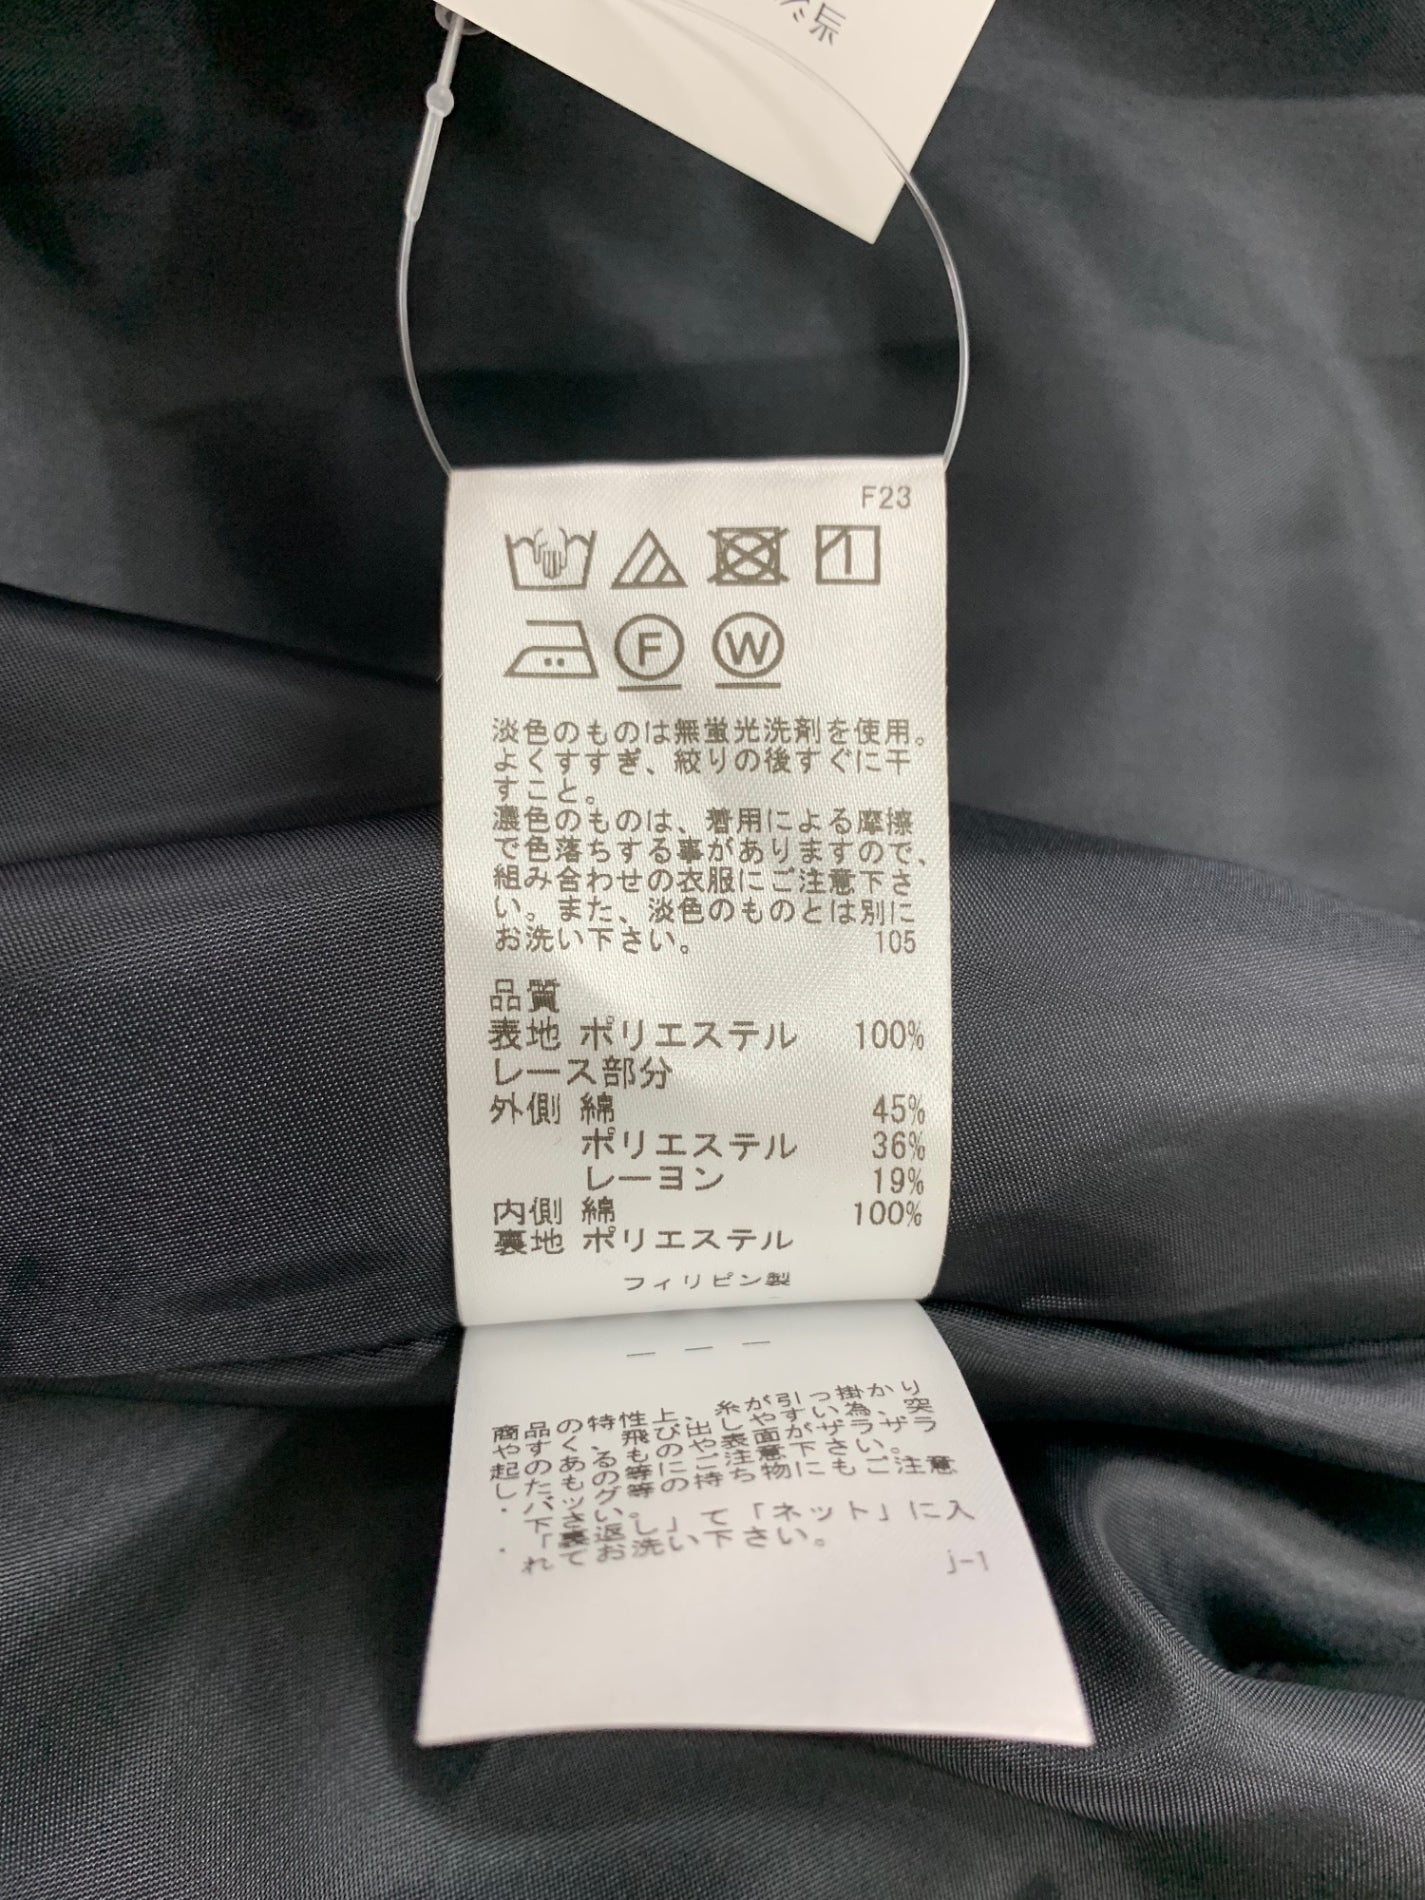 F23
F
W
淡色のものは無蛍光洗剤を使用。
よくすすぎ、絞りの後すぐに干
すこと。
濃色のものは、着用による摩擦
で色落ちする事がありますので、
組み合わせの衣服にご注意下さ
い。また、淡色のものとは別に
お洗い下さい。 105
品質
表地 ポリエステル 100%
レース部分
外側 綿 45%
ポリエステル 36%
レーヨン 19%
内側 綿 100%
裏地 ポリエステル
フィリピン製
商品の特性上、糸が引っ掛かり
やすく、飛び出しやすい為、突
起のあるものや表面がザラザラ
したもの等にご注意下さい。
・バッグ等の持ち物にもご注意
下さい。
・「裏返し」て「ネット」に入
れてお洗い下さい。
j-1